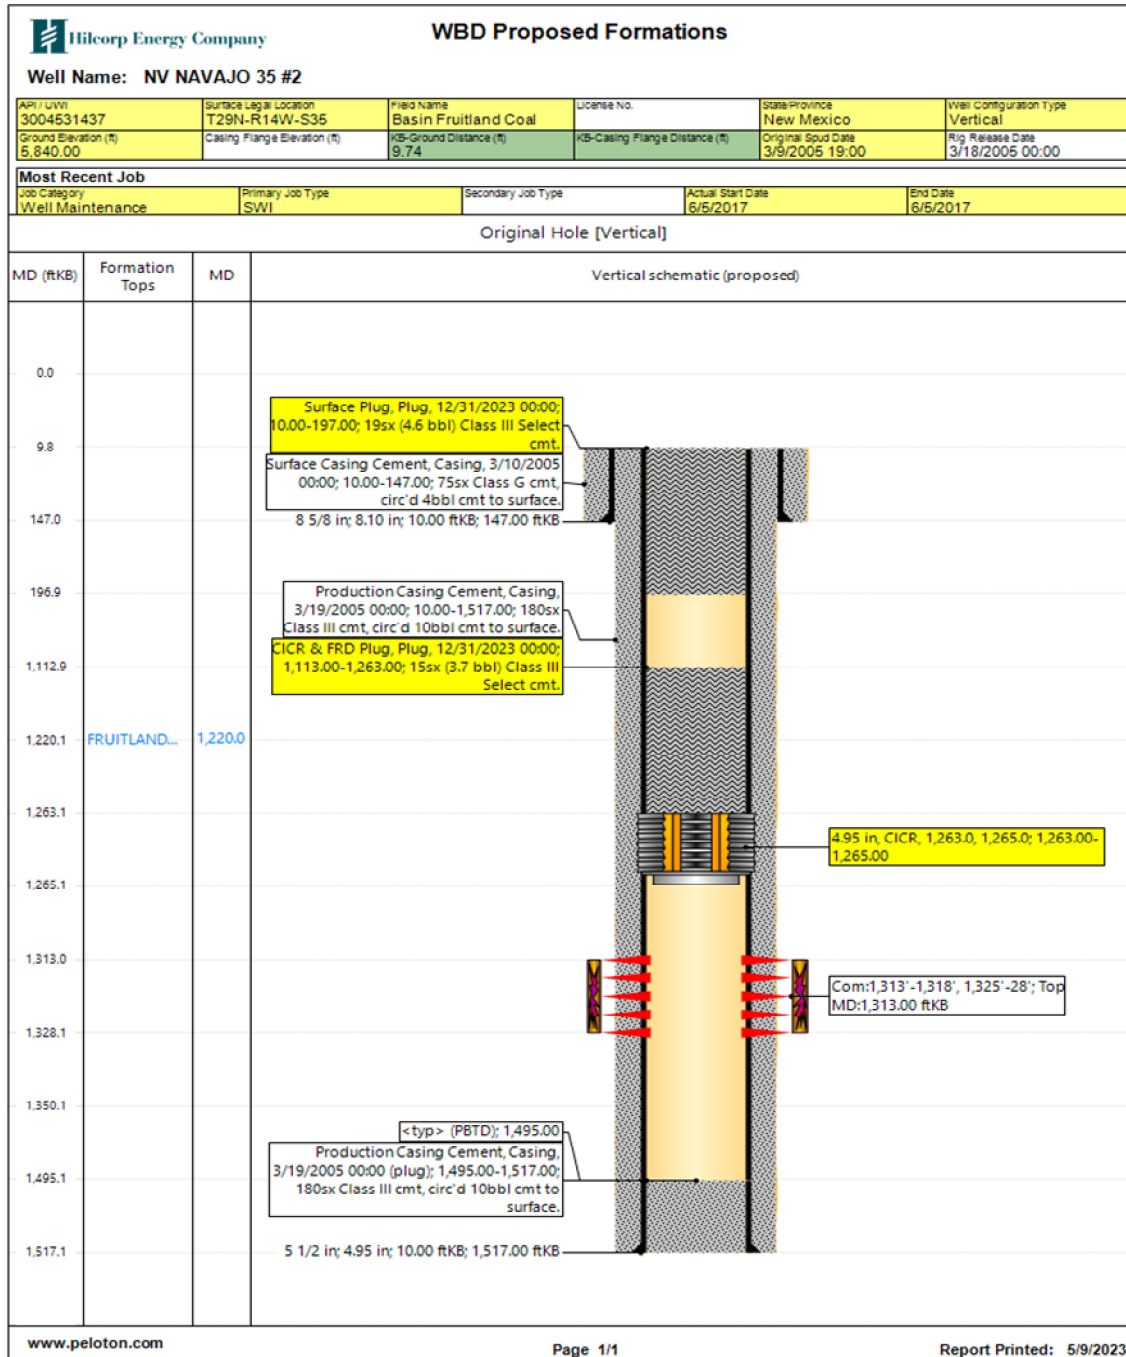 Hilcorp Energy Company
WBD Proposed Formations
Well Name: NV NAVAJO 35 #2
API / UWI
3004531437
Surface Legal Location
T29N-R14W-S35
Field Name
Basin Fruitland Coal
License No.
State/Province
New Mexico
Well Configuration Type
Vertical
Ground Elevation (ft)
5,840.00
Casing Flange Elevation (ft)
KB-Ground Distance (ft)
9.74
KB-Casing Flange Distance (ft)
Original Spud Date
3/9/2005 19:00
Rig Release Date
3/18/2005 00:00
Most Recent Job
Job Category
Well Maintenance
Primary Job Type
SWI
Secondary Job Type
Actual Start Date
6/5/2017
End Date
6/5/2017
Original Hole [Vertical]
MD (ftKB)
Formation
Tops
MD
Vertical schematic (proposed)
0.0
Surface Plug, Plug, 12/31/2023 00:00;
10.00-197.00; 19sx (4.6 bbl) Class III Select
cmt.
9.8
Surface Casing Cement, Casing, 3/10/2005
00:00; 10.00-147.00; 75sx Class G cmt,
circ'd 4bbl cmt to surface.
147.0
8 5/8 in; 8.10 in; 10.00 ftKB; 147.00 ftKB
196.9
Production Casing Cement, Casing,
3/19/2005 00:00; 10.00-1,517.00; 180sx
Class III cmt, circ'd 10bbl cmt to surface.
CICR & FRD Plug, Plug, 12/31/2023 00:00;
1,113.00-1,263.00; 15sx (3.7 bbl) Class III
Select cmt.
1,112.9
1,220.1
FRUITLAND...
1,220.0
1,263.1
4.95 in, CICR, 1,263.0, 1,265.0; 1,263.00-
1,265.00
1,265.1
1,313.0
Com:1,313'-1,318', 1,325'-28'; Top
MD:1,313.00 ftKB
1,328.1
1,350.1
<typ> (PBTD); 1,495.00
Production Casing Cement, Casing,
3/19/2005 00:00 (plug); 1,495.00-1,517.00;
180sx Class III cmt, circ'd 10bbl cmt to
surface.
1,495.1
1,517.1
5 1/2 in; 4.95 in; 10.00 ftKB; 1,517.00 ftKB
www.peloton.com
Page 1/1
Report Printed: 5/9/2023